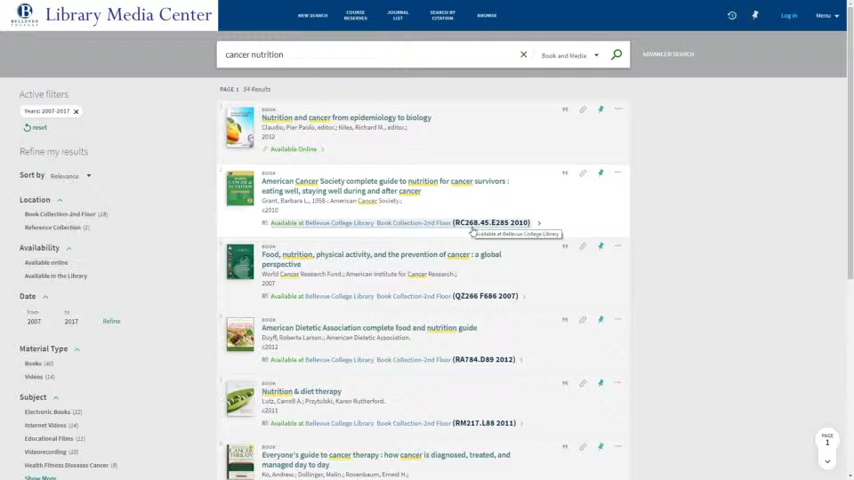 BELLEVUE
COLLEGE
Library Media Center
NEW SEARCH
COURSE
RESERVES
JOURNAL
LIST
SEARCH BY
CITATION
BROWSE
Log in
Menu
cancer nutrition
Book and Media
ADVANCED SEARCH
Active filters
Years: 2007-2017
reset
Refine my results
Sort by Relevance
Location
Book Collection-2nd Floor (18)
Reference Collection (2)
Availability
Available online
Available in the Library
Date
from
2007 2017 Refine
Material Type
Books (40)
Videos (14)
Subject
Electronic Books (22)
Internet Videos (14)
Educational Films (11)
Videorecording
Health Fitness Diseases Cancer (9)
Show More
PAGE 1 54 Results
BOOK
Nutrition and cancer from epidemiology to biology
Claudio, Pier Paolo, editor.; Niles, Richard M., editor.;
2012
Available Online
BOOK
American Cancer Society complete guide to nutrition for cancer survivors :
eating well, staying well during and after cancer
Grant, Barbara L., 1958-; American Cancer Society.;
c2010
Available at Bellevue College Library Book Collection-2nd Floor (RC268.45.E285 2010)
Available at Bellevue College Library
BOOK
Food, nutrition, physical activity, and the prevention of cancer : a global
perspective
World Cancer Research Fund.; American Institute for Cancer Research.;
2007
Available at Bellevue College Library Book Collection-2nd Floor (QZ266 F686 2007)
BOOK
American Dietetic Association complete food and nutrition guide
Duyff, Roberta Larson.; American Dietetic Association.
c2012
Available at Bellevue College Library Book Collection-2nd Floor (RA784.D89 2012)
BOOK
Nutrition & diet therapy
Lutz, Carroll A.; Przytulski, Karen Rutherford.
c2011
Available at Bellevue College Library Book Collection-2nd Floor (RM217.L88 2011)
BOOK
Everyone's guide to cancer therapy : how cancer is diagnosed, treated, and
managed day to day
Ko, Andrew.; Dollinger, Malin.; Rosenbaum, Ernest H.;
PAGE
1